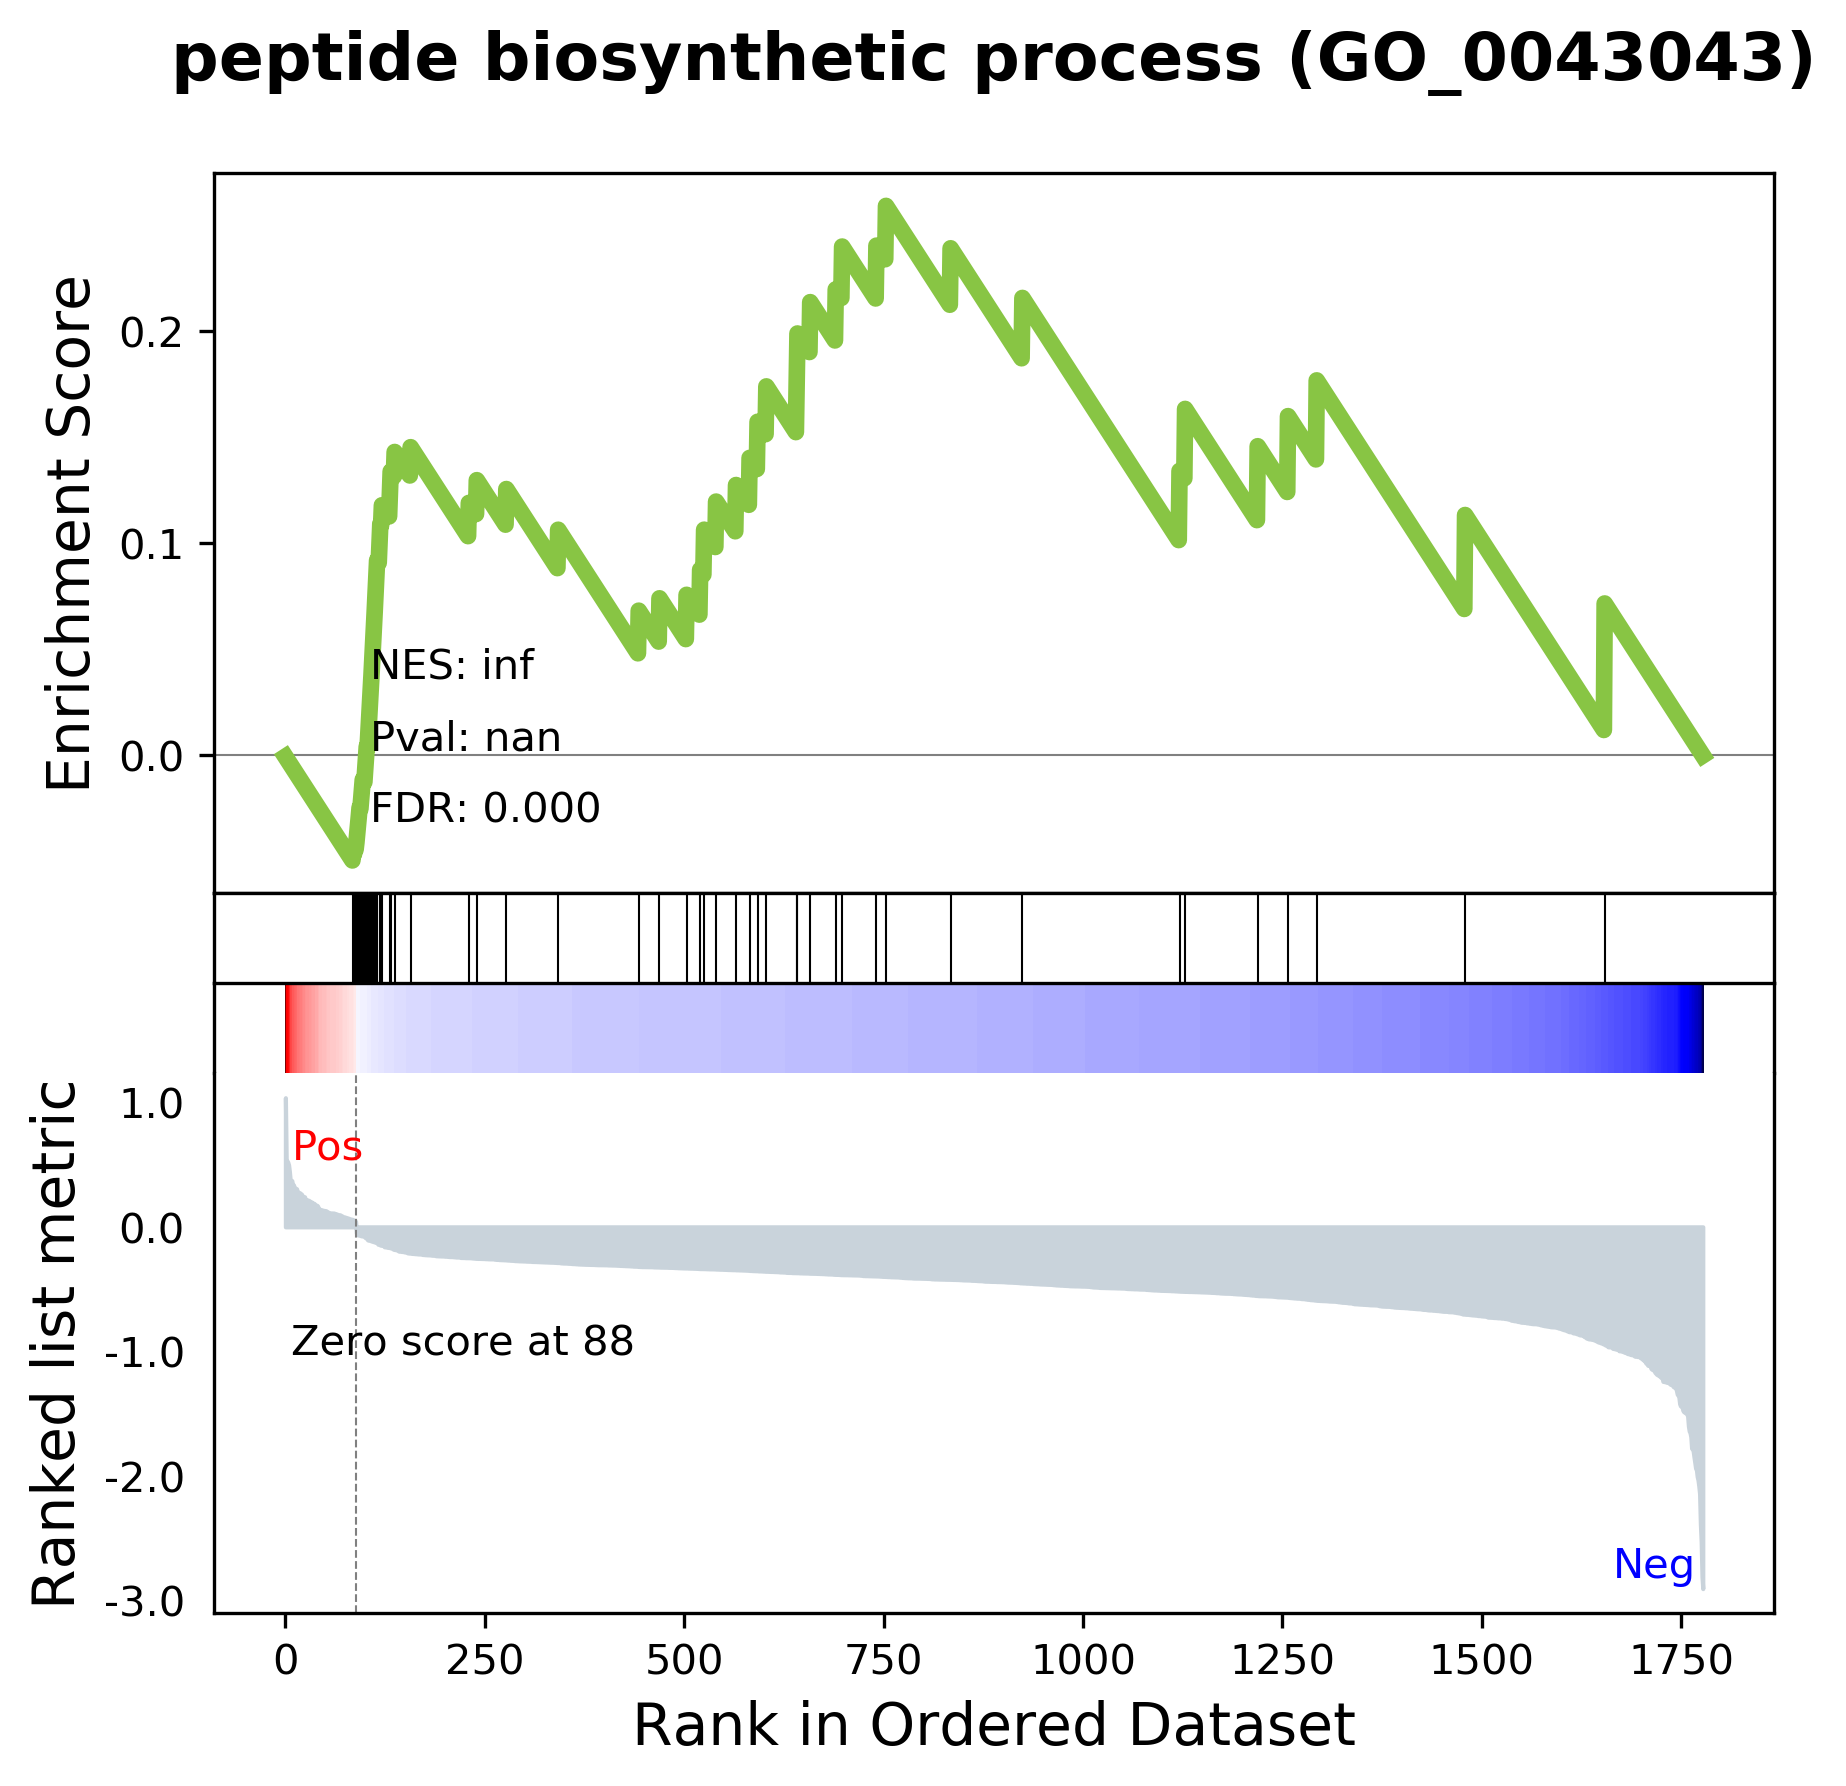 peptide biosynthetic process (GO_0043043)
Enrichment Score
0.2
0.1
0.0
NES: inf
Pval: nan
FDR: 0.000
Ranked list metric
1.0
0.0
-1.0
-2.0
-3.0
Pos
Zero score at 88
Neg
0 250 500 750 1000 1250 1500 1750
Rank in Ordered Dataset